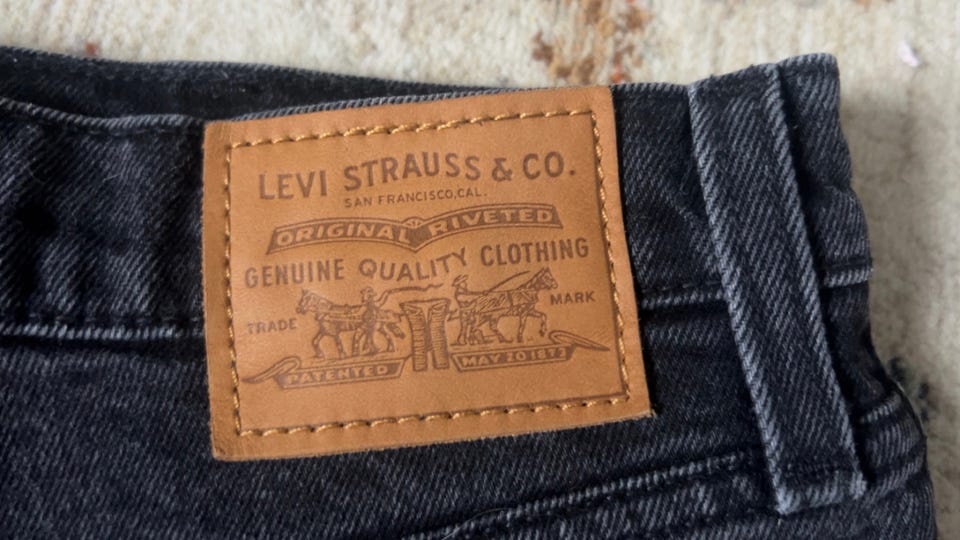 LEVI STRAUSS & CO.
SAN FRANCISCO, CAL.
ORIGINAL RIVETED
GENUINE QUALITY CLOTHING
TRADE MARK
PATENTED MAY 20 1873